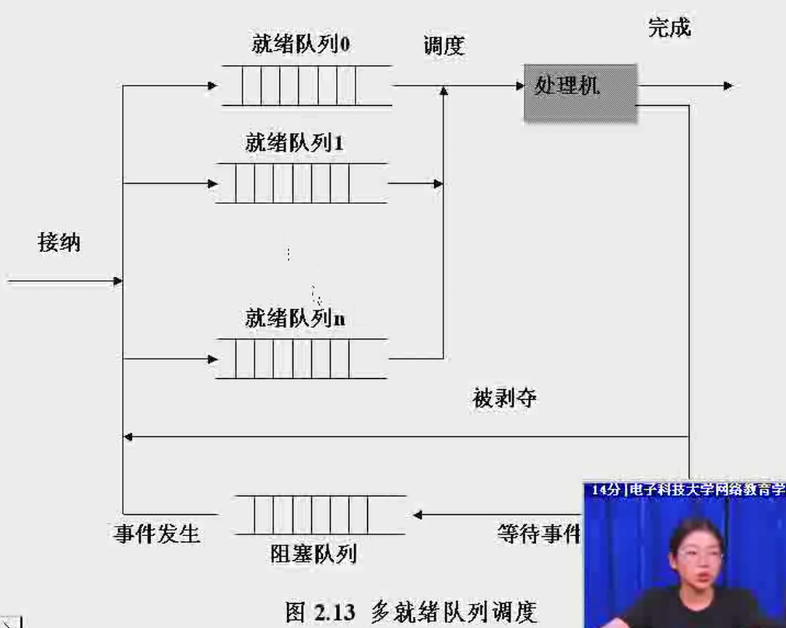 完成
就绪队列0
调度
处理机
就绪队列1
接纳
就绪队列n
被剥夺
14分|电子科技大学网络教育学
事件发生
等待事件
阻塞队列
图 2.13 多就绪队列调度